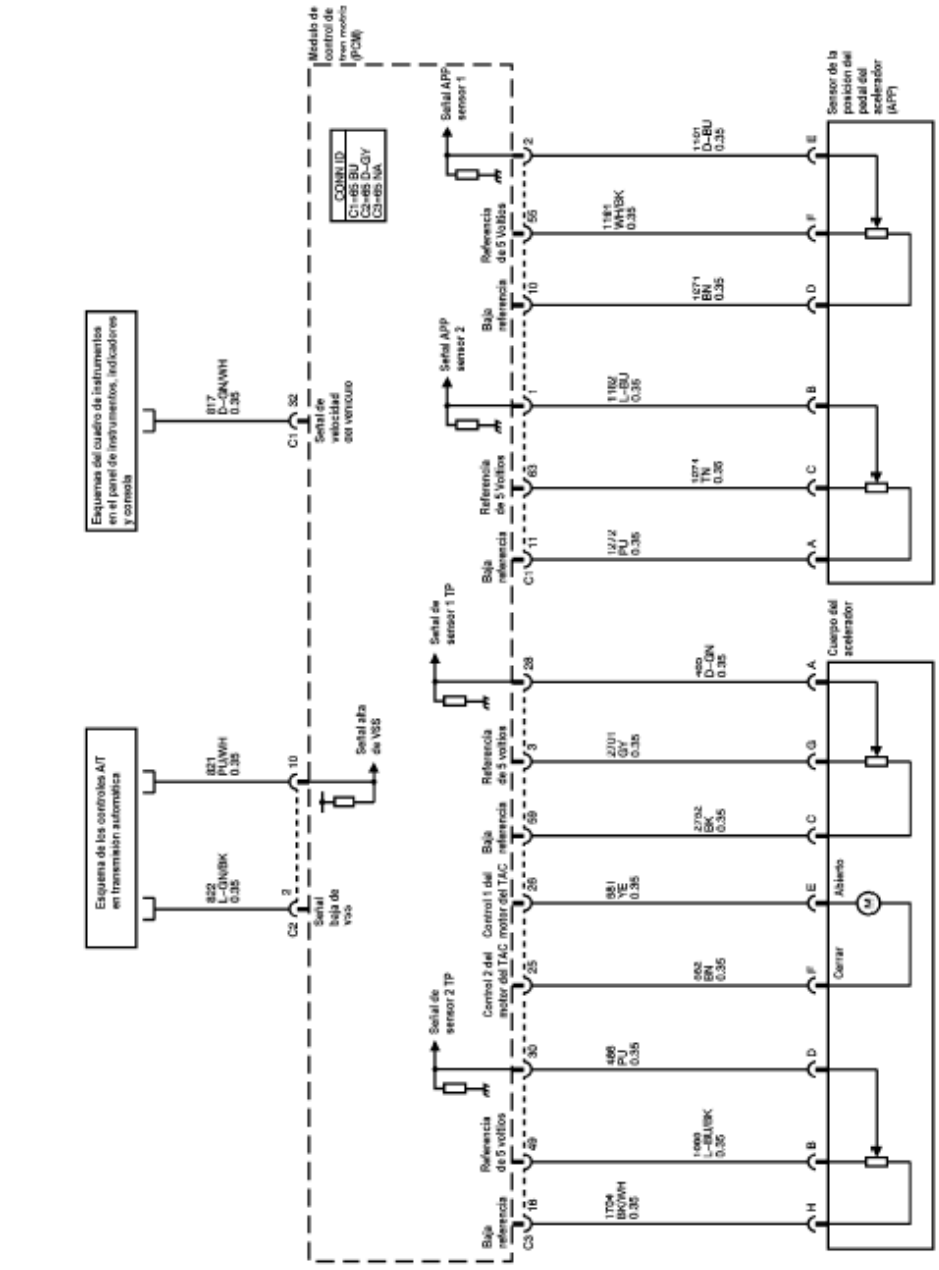 Módulo de
control de
tren motriz
(PCM)
CONN ID
C1=65 BU
C2=65 D-GY
C3=65 NA
Esquemas del cuadro de instrumentos
en el panel de instrumentos, indicadores
y consola
817
D-GN/WH
0.35
C1
32
Señal de
velocidad
del vehículo
Esquema de los controles A/T
en transmisión automática
822
L-GN/BK
0.35
821
PU/WH
0.35
C2
2
10
Señal
baja de
VSS
Señal alta
de VSS
Señal de
sensor 2 TP
Señal de
sensor 1 TP
Señal APP
sensor 2
Señal APP
sensor 1
Baja
referencia
Referencia
de 5 voltios
Control 2 del
motor del TAC
Control 1 del
motor del TAC
Baja
referencia
Referencia
de 5 voltios
Baja
referencia
Referencia
de 5 Voltios
Baja
referencia
Referencia
de 5 Voltios
C3
16
49
30
25
26
59
3
28
C1
11
63
1
10
55
2
1704
BK/WH
0.35
L-BU/BK
0.35
486
PU
0.35
582
BN
0.35
581
YE
0.35
2752
BK
0.35
2701
GY
0.35
D-GN
0.35
1272
PU
0.35
1274
TN
0.35
1162
L-BU
0.35
1271
BN
0.35
WH/BK
0.35
D-BU
0.35
H
B
D
F
E
C
G
A
A
C
B
D
F
E
Cerrar
Abierto
M
Cuerpo del
acelerador
Sensor de la
posición del
pedal del
acelerador
(APP)